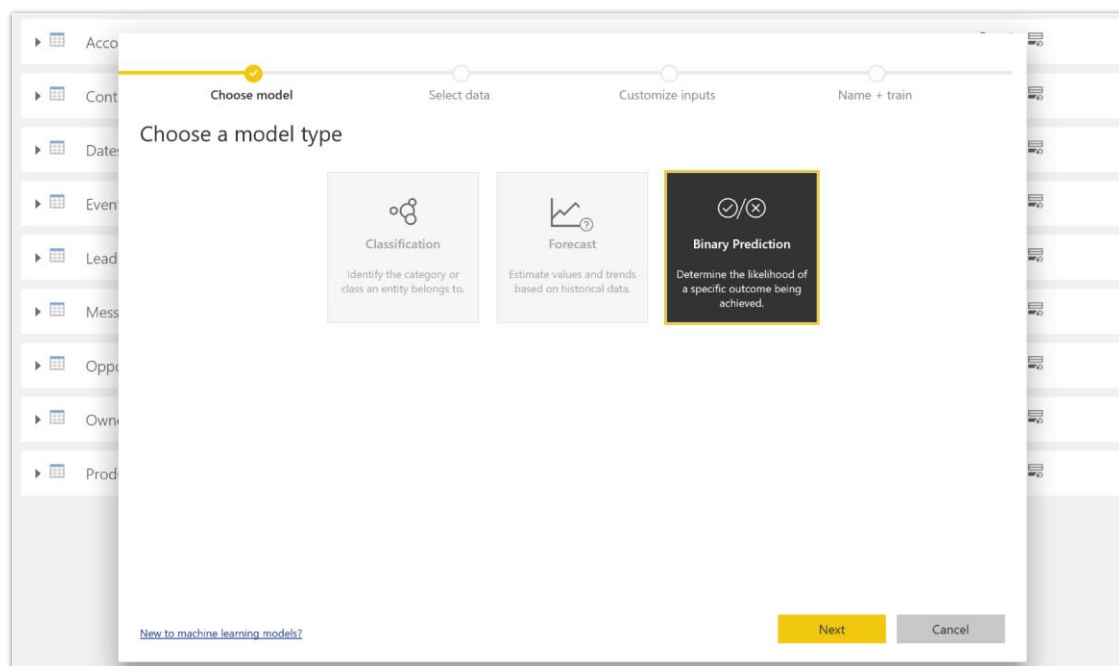 Acco
Choose model
Select data
Customize inputs
Name + train
Cont
Choose a model type
Date
Even
Classification
Identify the category or
class an entity belongs to.
Forecast
Estimate values and trends
based on historical data.
Binary Prediction
Determine the likelihood of
a specific outcome being
achieved.
Lead
Mess
Oppo
Owne
Prod
New to machine learning models?
Next
Cancel